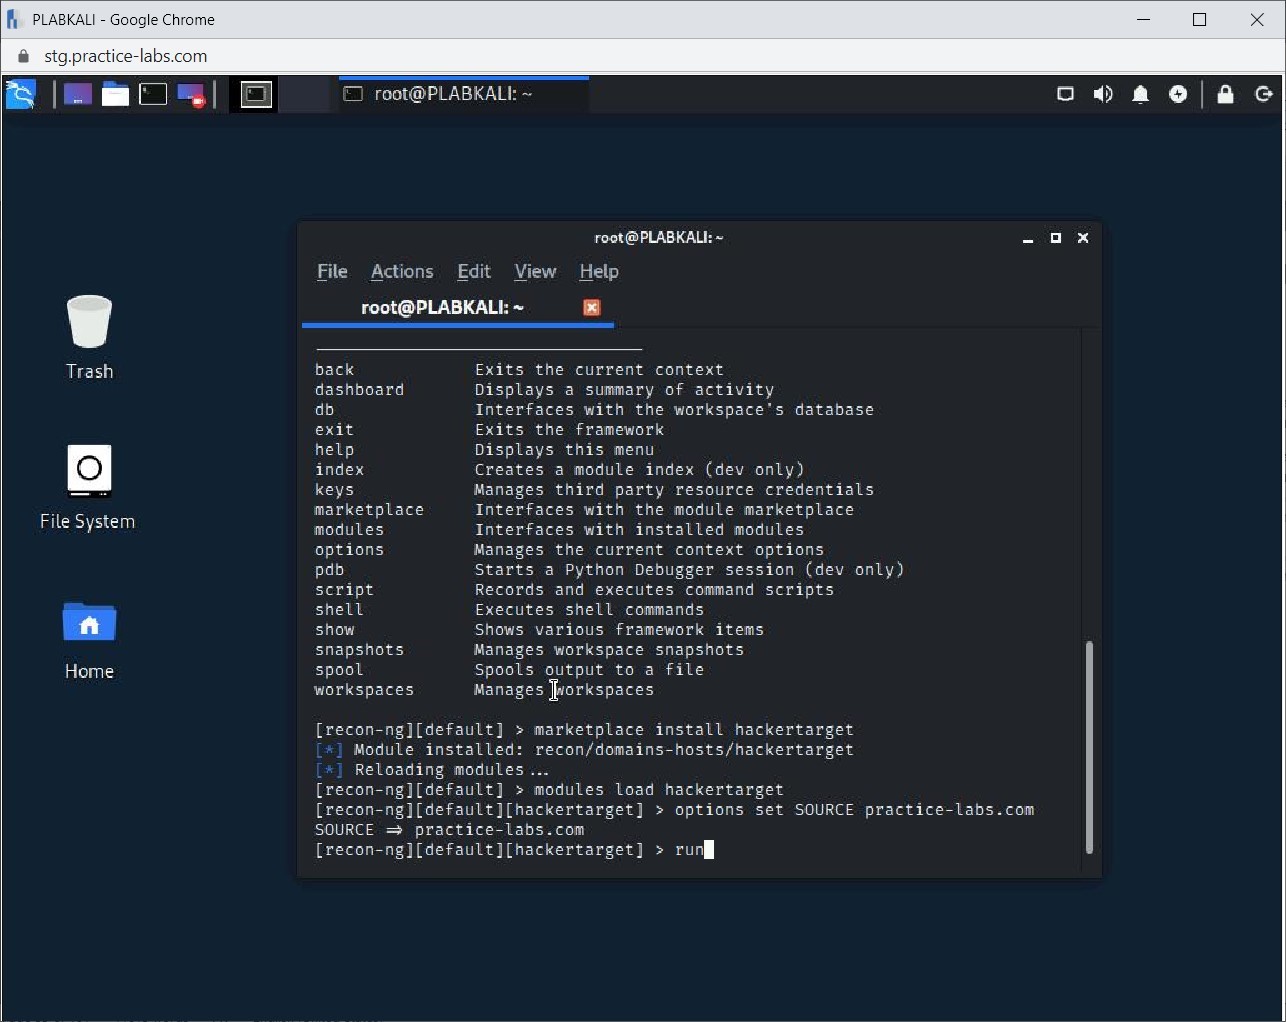 PLABKALI - Google Chrome
stg.practice-labs.com
root@PLABKALI: ~
root@PLABKALI: ~
File Actions Edit View Help
root@PLABKALI: ~
Trash
File System
Home
back Exits the current context
dashboard Displays a summary of activity
db Interfaces with the workspace's database
exit Exits the framework
help Displays this menu
index Creates a module index (dev only)
keys Manages third party resource credentials
marketplace Interfaces with the module marketplace
modules Interfaces with installed modules
options Manages the current context options
pdb Starts a Python Debugger session (dev only)
script Records and executes command scripts
shell Executes shell commands
show Shows various framework items
snapshots Manages workspace snapshots
spool Spools output to a file
workspaces Manages workspaces
[recon-ng][default] > marketplace install hackertarget
[*] Module installed: recon/domains-hosts/hackertarget
[*] Reloading modules...
[recon-ng][default] > modules load hackertarget
[recon-ng][default][hackertarget] > options set SOURCE practice-labs.com
SOURCE ⇒ practice-labs.com
[recon-ng][default][hackertarget] > run